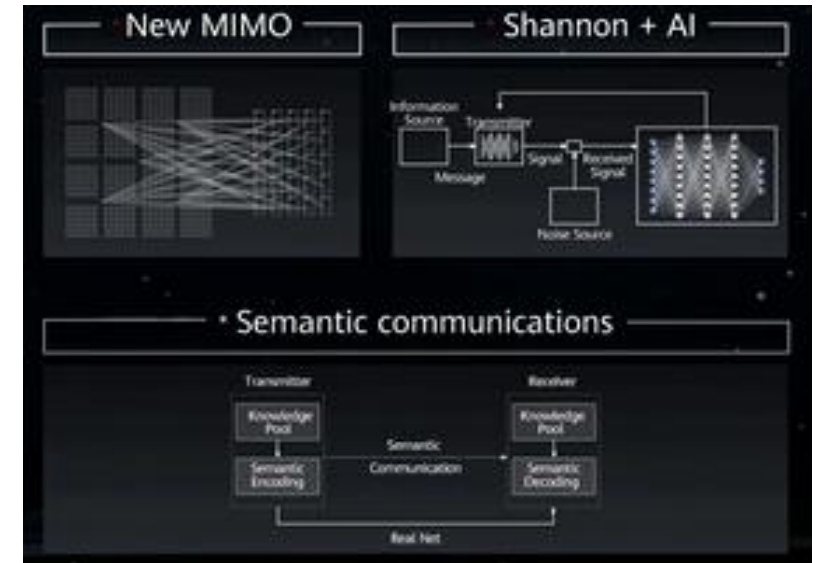 New MIMO
Shannon + AI
Information
Source
Transmitter
Message
Signal
Received
Signal
Noise Source
Semantic communications
Transmitter
Receiver
Knowledge
Pool
Knowledge
Pool
Semantic
Communication
Semantic
Encoding
Semantic
Decoding
Real Net